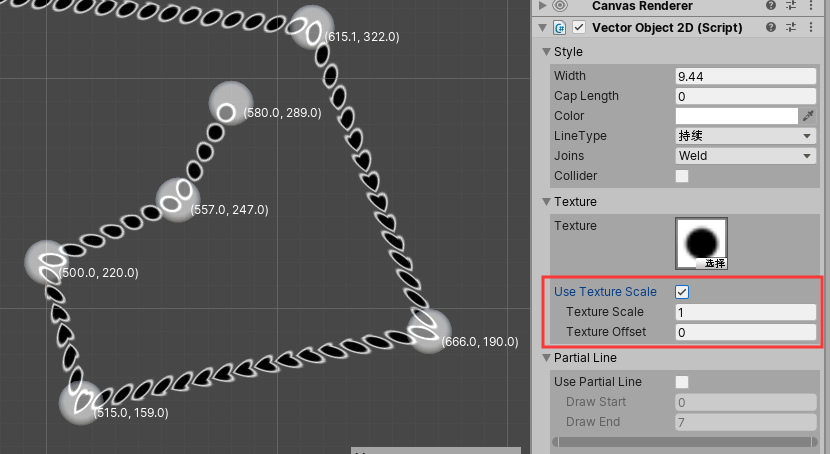 (615.1, 322.0)
(580.0, 289.0)
(557.0, 247.0)
(500.0, 220.0)
(666.0, 190.0)
(515.0, 159.0)
Canvas Renderer
Vector Object 2D (Script)
Style
Width 9.44
Cap Length 0
Color
LineType 持续
Joins Weld
Collider
Texture
Texture
选择
Use Texture Scale
Texture Scale 1
Texture Offset 0
Partial Line
Use Partial Line
Draw Start 0
Draw End 7